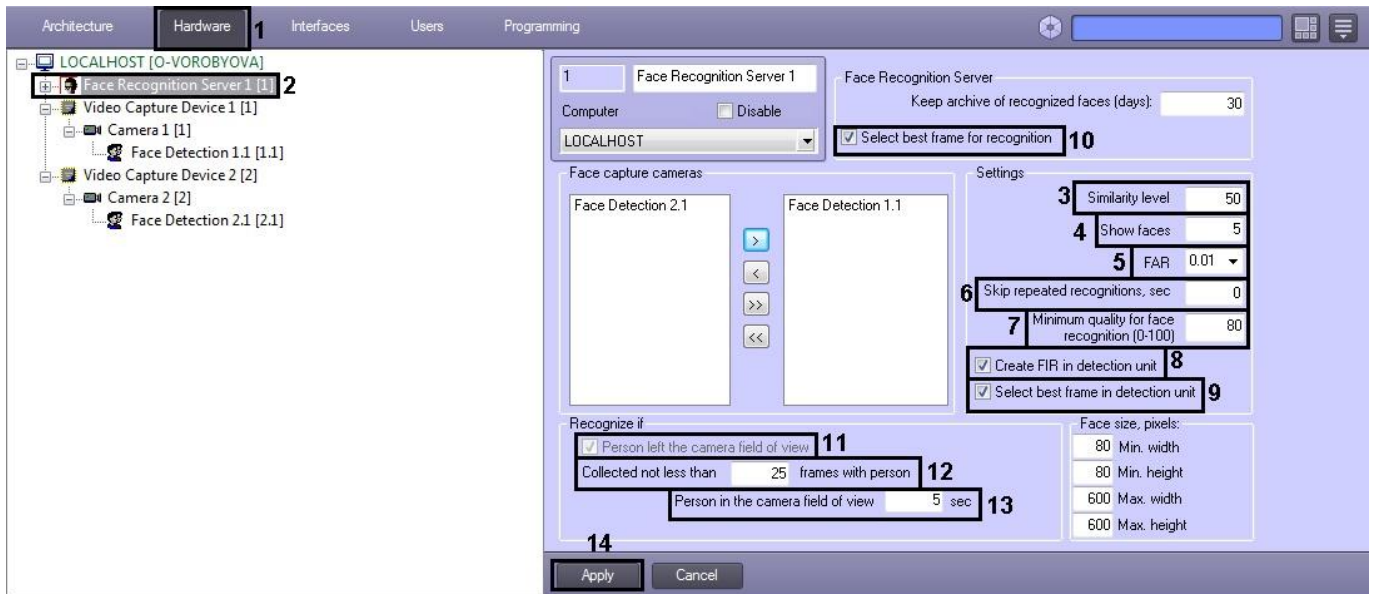 Architecture Hardware 1 Interfaces Users Programming
LOCALHOST [O-VOROBYOVA]
Face Recognition Server 1 [1] 2
Video Capture Device 1 [1]
Camera 1 [1]
Face Detection 1.1 [1.1]
Video Capture Device 2 [2]
Camera 2 [2]
Face Detection 2.1 [2.1]
1 Face Recognition Server 1
Computer Disable
LOCALHOST
Face Recognition Server
Keep archive of recognized faces (days): 30
Select best frame for recognition 10
Face capture cameras
Face Detection 2.1
>
<
>>
<<
Face Detection 1.1
Settings
3 Similarity level 50
4 Show faces 5
5 FAR 0.01
6 Skip repeated recognitions, sec 0
7 Minimum quality for face
recognition (0-100) 80
Create FIR in detection unit 8
Select best frame in detection unit 9
Recognize if
Person left the camera field of view 11
Collected not less than 25 frames with person 12
Person in the camera field of view 5 sec 13
Face size, pixels:
80 Min. width
80 Min. height
600 Max. width
600 Max. height
14
Apply Cancel